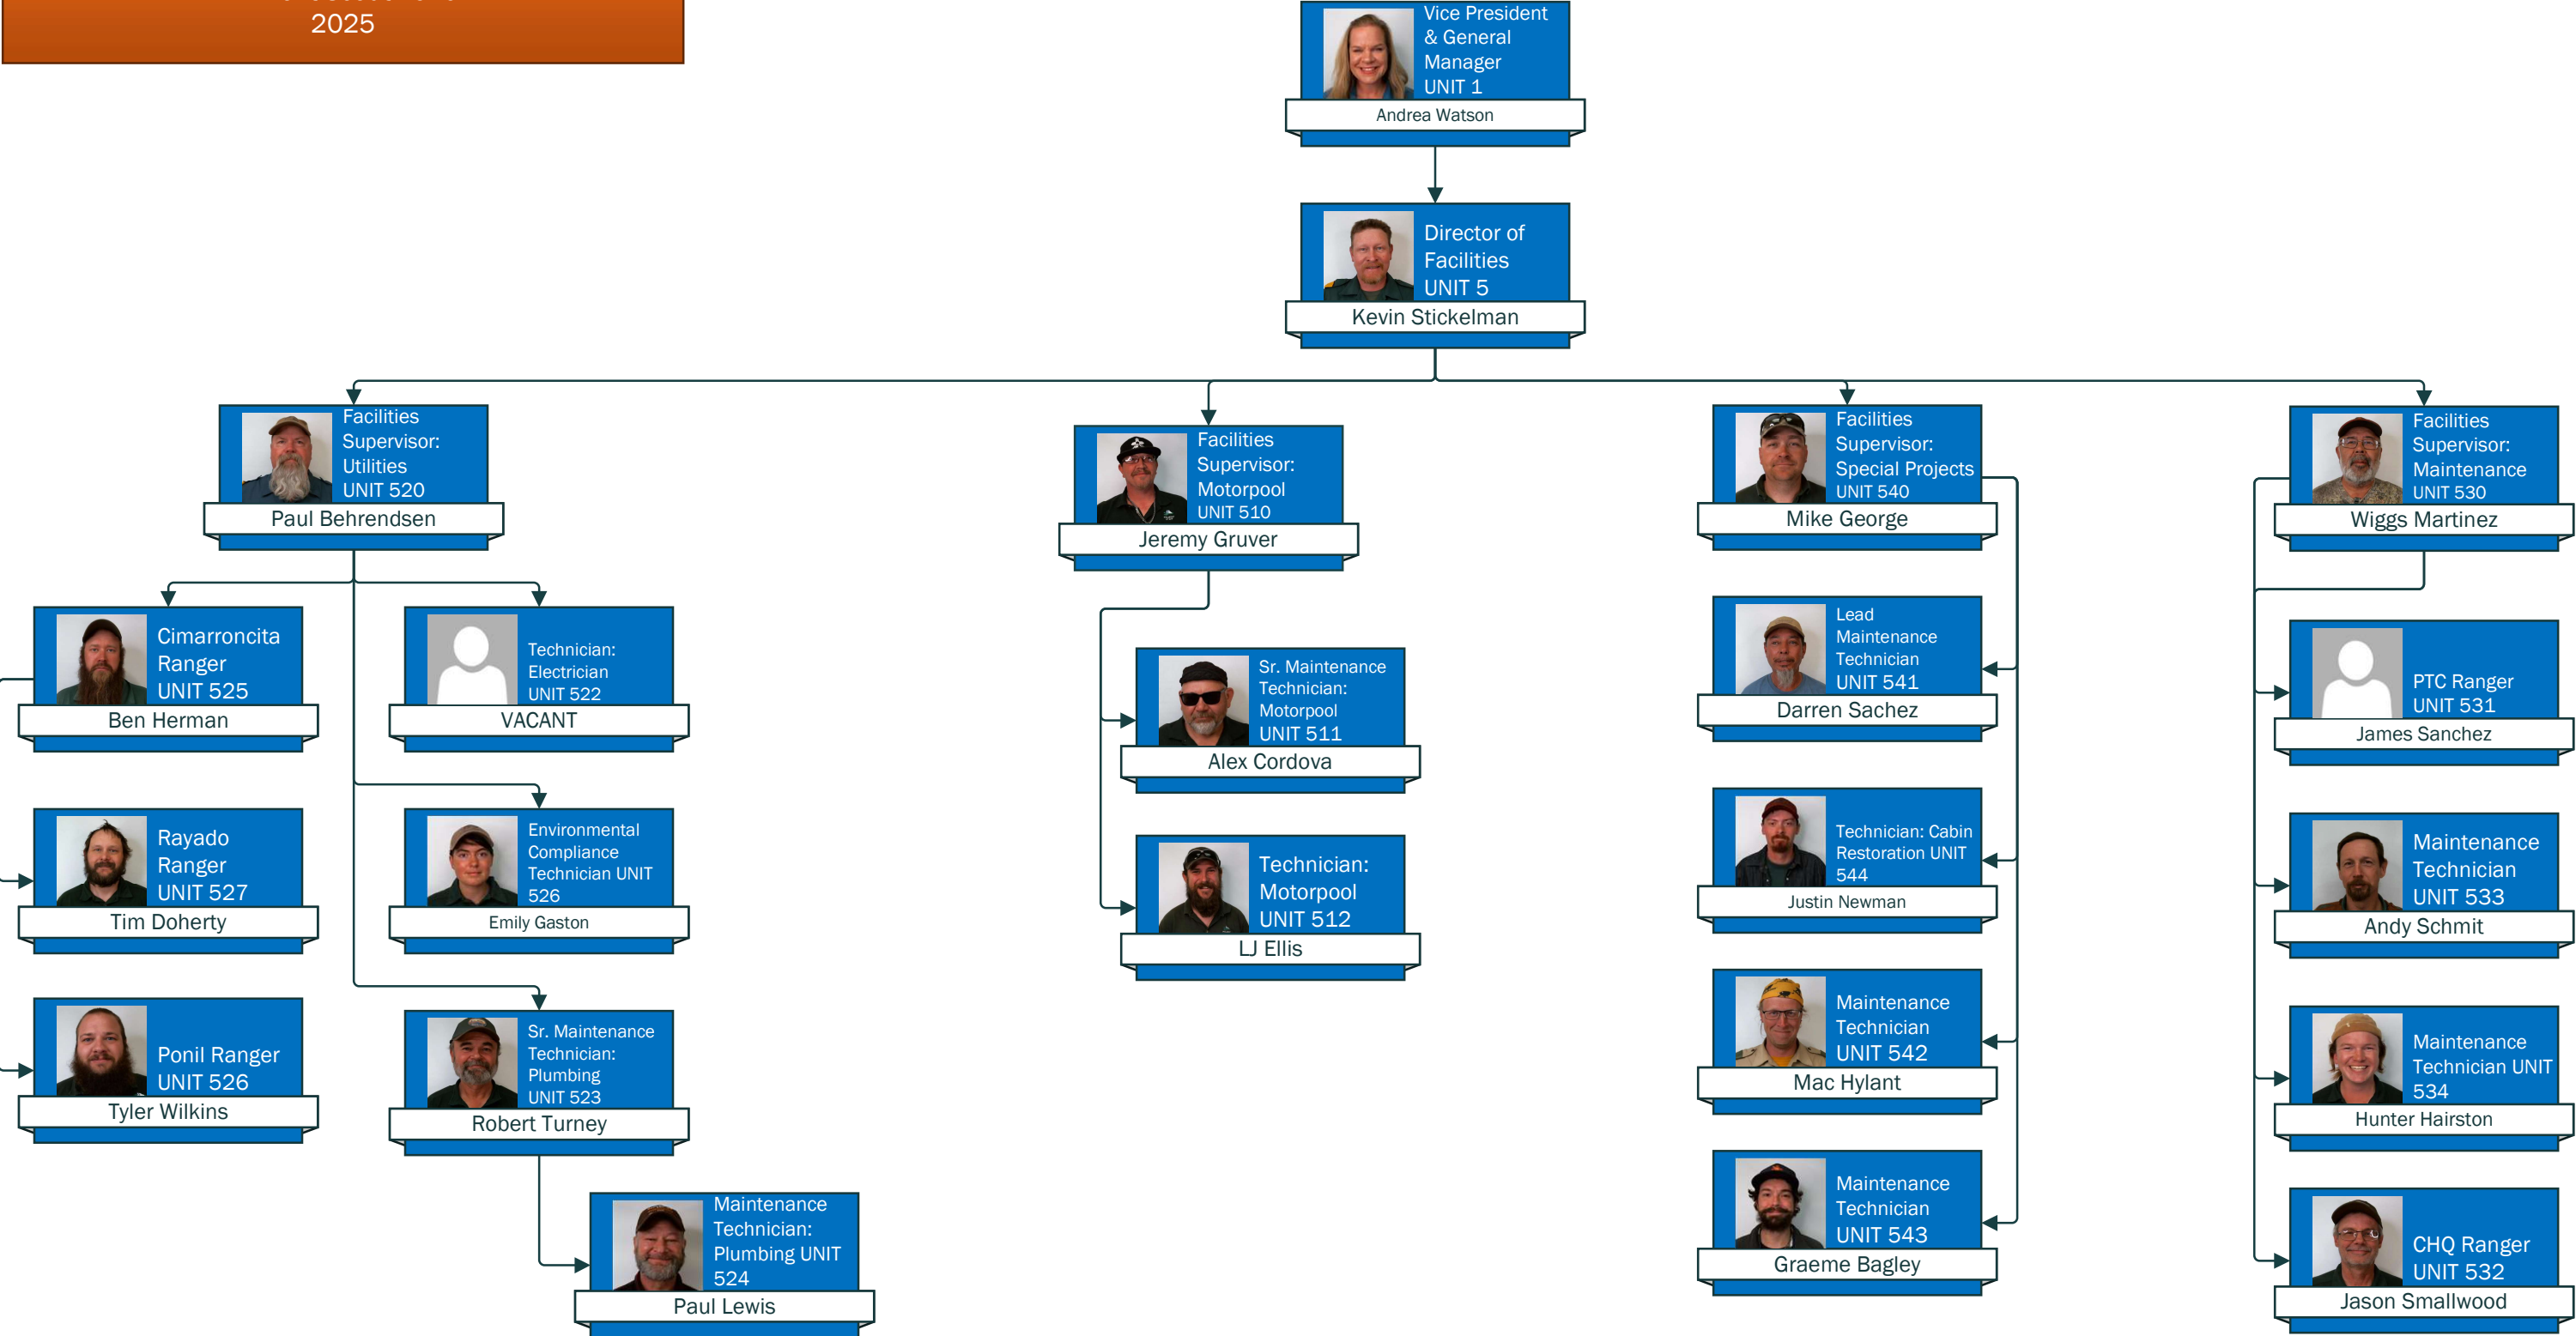 2025
Vice President
& General
Manager
UNIT 1
Andrea Watson
Director of
Facilities
UNIT 5
Kevin Stickelman
Facilities
Supervisor:
Utilities
UNIT 520
Paul Behrendsen
Facilities
Supervisor:
Motorpool
UNIT 510
Jeremy Gruver
Facilities
Supervisor:
Special Projects
UNIT 540
Mike George
Facilities
Supervisor:
Maintenance
UNIT 530
Wiggs Martinez
Cimarroncita
Ranger
UNIT 525
Ben Herman
Technician:
Electrician
UNIT 522
VACANT
Rayado
Ranger
UNIT 527
Tim Doherty
Environmental
Compliance
Technician UNIT
526
Emily Gaston
Ponil Ranger
UNIT 526
Tyler Wilkins
Sr. Maintenance
Technician:
Plumbing
UNIT 523
Robert Turney
Maintenance
Technician:
Plumbing UNIT
524
Paul Lewis
Sr. Maintenance
Technician:
Motorpool
UNIT 511
Alex Cordova
Technician:
Motorpool
UNIT 512
LJ Ellis
Lead
Maintenance
Technician
UNIT 541
Darren Sachez
Technician: Cabin
Restoration UNIT
544
Justin Newman
Maintenance
Technician
UNIT 542
Mac Hylant
Maintenance
Technician
UNIT 543
Graeme Bagley
PTC Ranger
UNIT 531
James Sanchez
Maintenance
Technician
UNIT 533
Andy Schmit
Maintenance
Technician UNIT
534
Hunter Hairston
CHQ Ranger
UNIT 532
Jason Smallwood